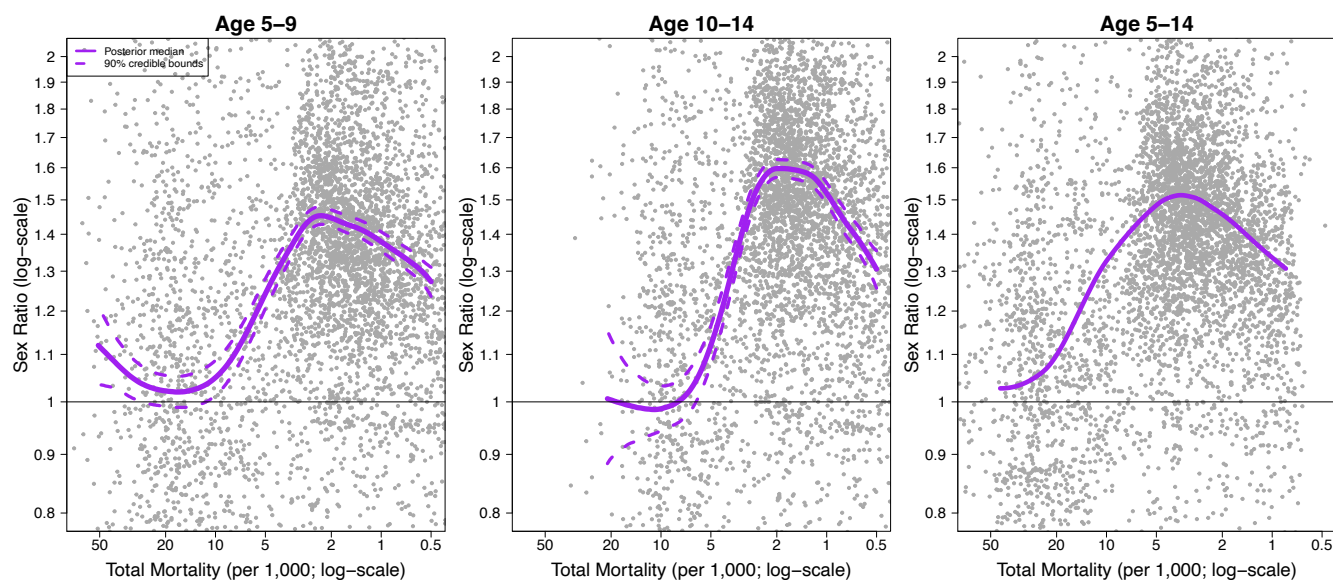 Age 5–9
Posterior median
90% credible bounds
Sex Ratio (log–scale)
2
1.9
1.8
1.7
1.6
1.5
1.4
1.3
1.2
1.1
1
0.9
0.8
50 20 10 5 2 1 0.5
Total Mortality (per 1,000; log–scale)
Age 10–14
Sex Ratio (log–scale)
2
1.9
1.8
1.7
1.6
1.5
1.4
1.3
1.2
1.1
1
0.9
0.8
50 20 10 5 2 1 0.5
Total Mortality (per 1,000; log–scale)
Age 5–14
Sex Ratio (log–scale)
2
1.9
1.8
1.7
1.6
1.5
1.4
1.3
1.2
1.1
1
0.9
0.8
50 20 10 5 2 1 0.5
Total Mortality (per 1,000; log–scale)